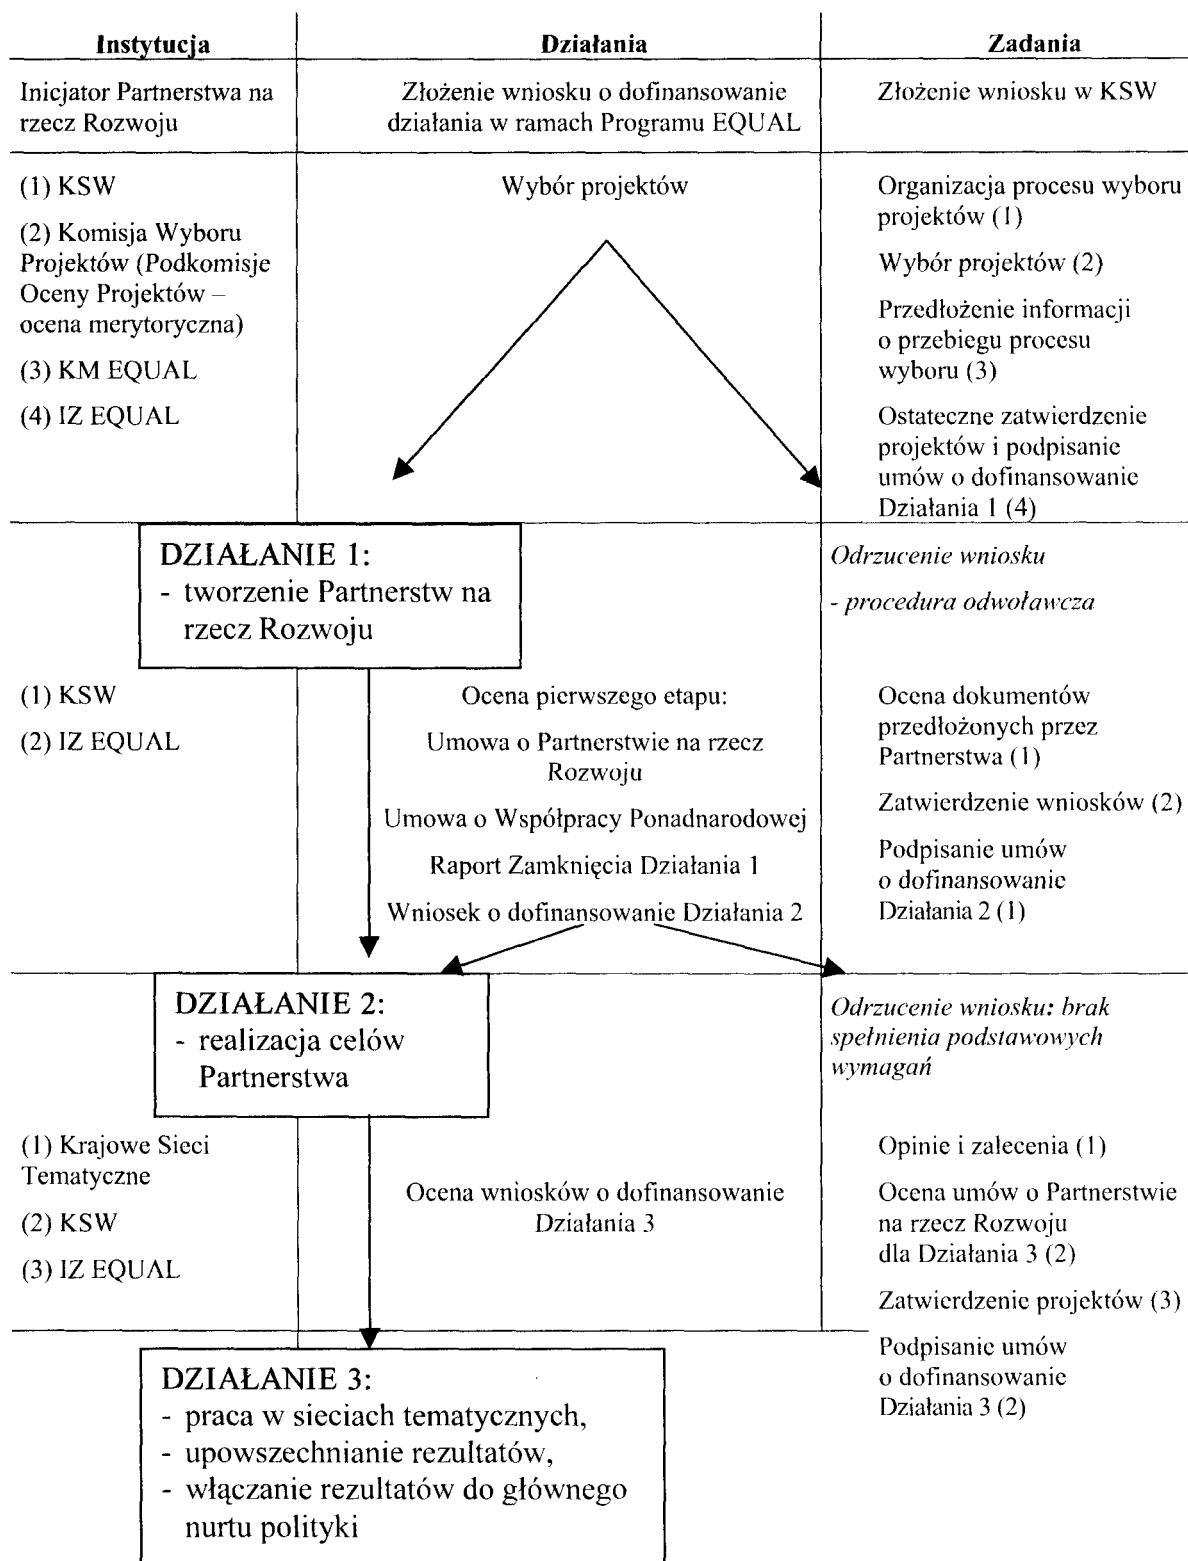 Instytucja
Działania
Zadania
Inicjator Partnerstwa na
rzecz Rozwoju
Złożenie wniosku o dofinansowanie
działania w ramach Programu EQUAL
Złożenie wniosku w KSW
(1) KSW
(2) Komisja Wyboru
Projektów (Podkomisje
Oceny Projektów –
ocena merytoryczna)
(3) KM EQUAL
(4) IZ EQUAL
Wybór projektów
Organizacja procesu wyboru
projektów (1)
Wybór projektów (2)
Przedłożenie informacji
o przebiegu procesu
wyboru (3)
Ostateczne zatwierdzenie
projektów i podpisanie
umów o dofinansowanie
Działania 1 (4)
DZIAŁANIE 1:
- tworzenie Partnerstw na
rzecz Rozwoju
Odrzucenie wniosku
- procedura odwoławcza
(1) KSW
(2) IZ EQUAL
Ocena pierwszego etapu:
Umowa o Partnerstwie na rzecz
Rozwoju
Umowa o Współpracy Ponadnarodowej
Raport Zamknięcia Działania 1
Wniosek o dofinansowanie Działania 2
Ocena dokumentów
przedłożonych przez
Partnerstwa (1)
Zatwierdzenie wniosków (2)
Podpisanie umów
o dofinansowanie
Działania 2 (1)
DZIAŁANIE 2:
- realizacja celów
Partnerstwa
Odrzucenie wniosku: brak
spełnienia podstawowych
wymagań
(1) Krajowe Sieci
Tematyczne
(2) KSW
(3) IZ EQUAL
Ocena wniosków o dofinansowanie
Działania 3
Opinie i zalecenia (1)
Ocena umów o Partnerstwie
na rzecz Rozwoju
dla Działania 3 (2)
Zatwierdzenie projektów (3)
Podpisanie umów
o dofinansowanie
Działania 3 (2)
DZIAŁANIE 3:
- praca w sieciach tematycznych,
- upowszechnianie rezultatów,
- włączanie rezultatów do głównego
nurtu polityki